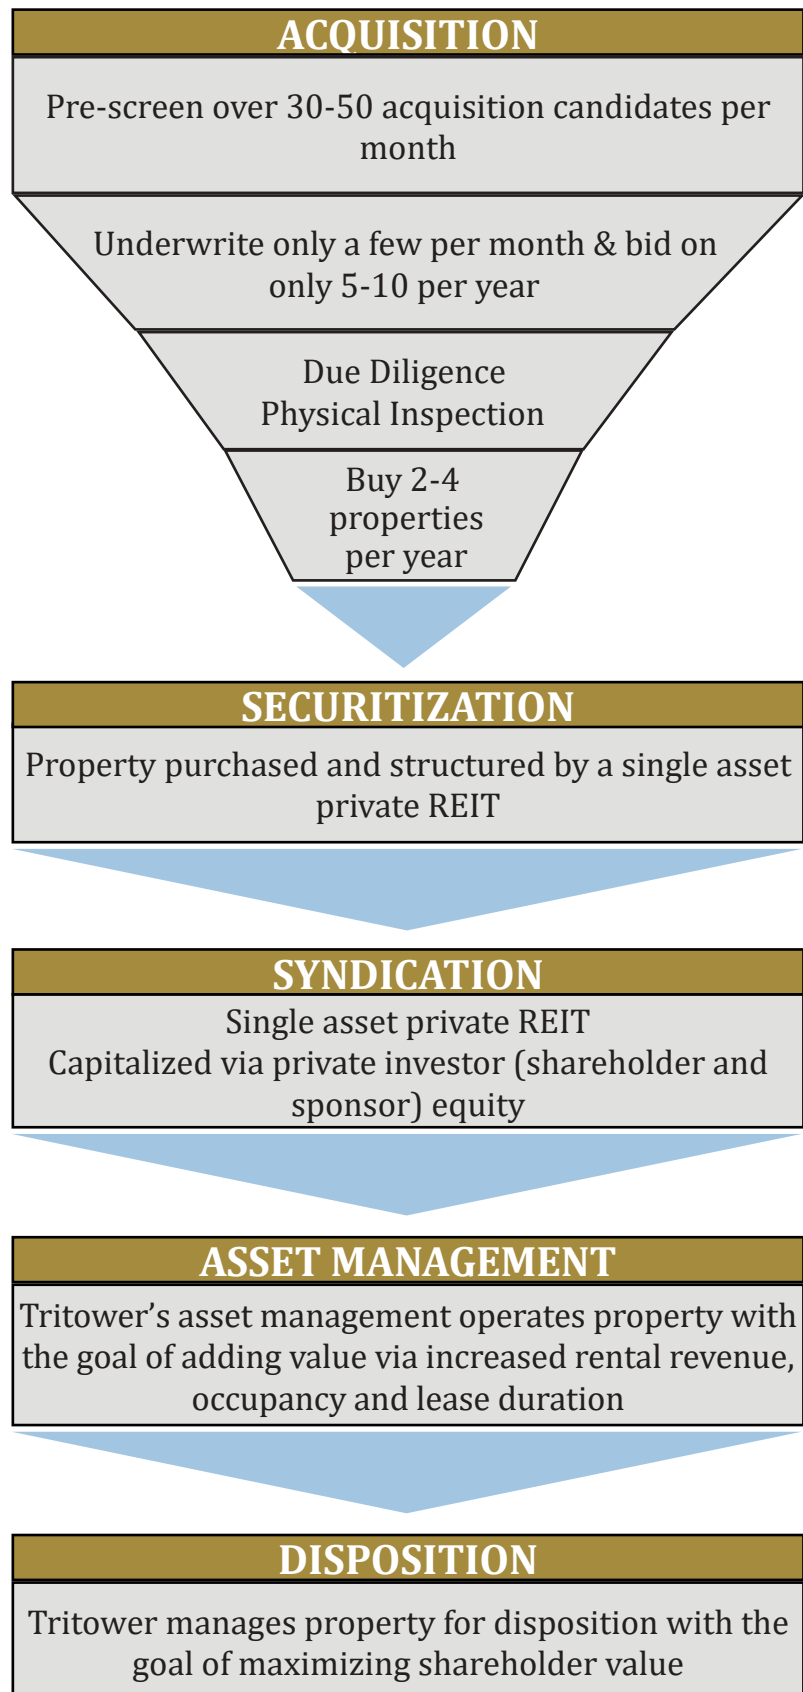 ACQUISITION
Pre-screen over 30-50 acquisition candidates per
month
Underwrite only a few per month & bid on
only 5-10 per year
Due Diligence
Physical Inspection
Buy 2-4
properties
per year
SECURITIZATION
Property purchased and structured by a single asset
private REIT
SYNDICATION
Single asset private REIT
Capitalized via private investor (shareholder and
sponsor) equity
ASSET MANAGEMENT
Tritower’s asset management operates property with
the goal of adding value via increased rental revenue,
occupancy and lease duration
DISPOSITION
Tritower manages property for disposition with the
goal of maximizing shareholder value